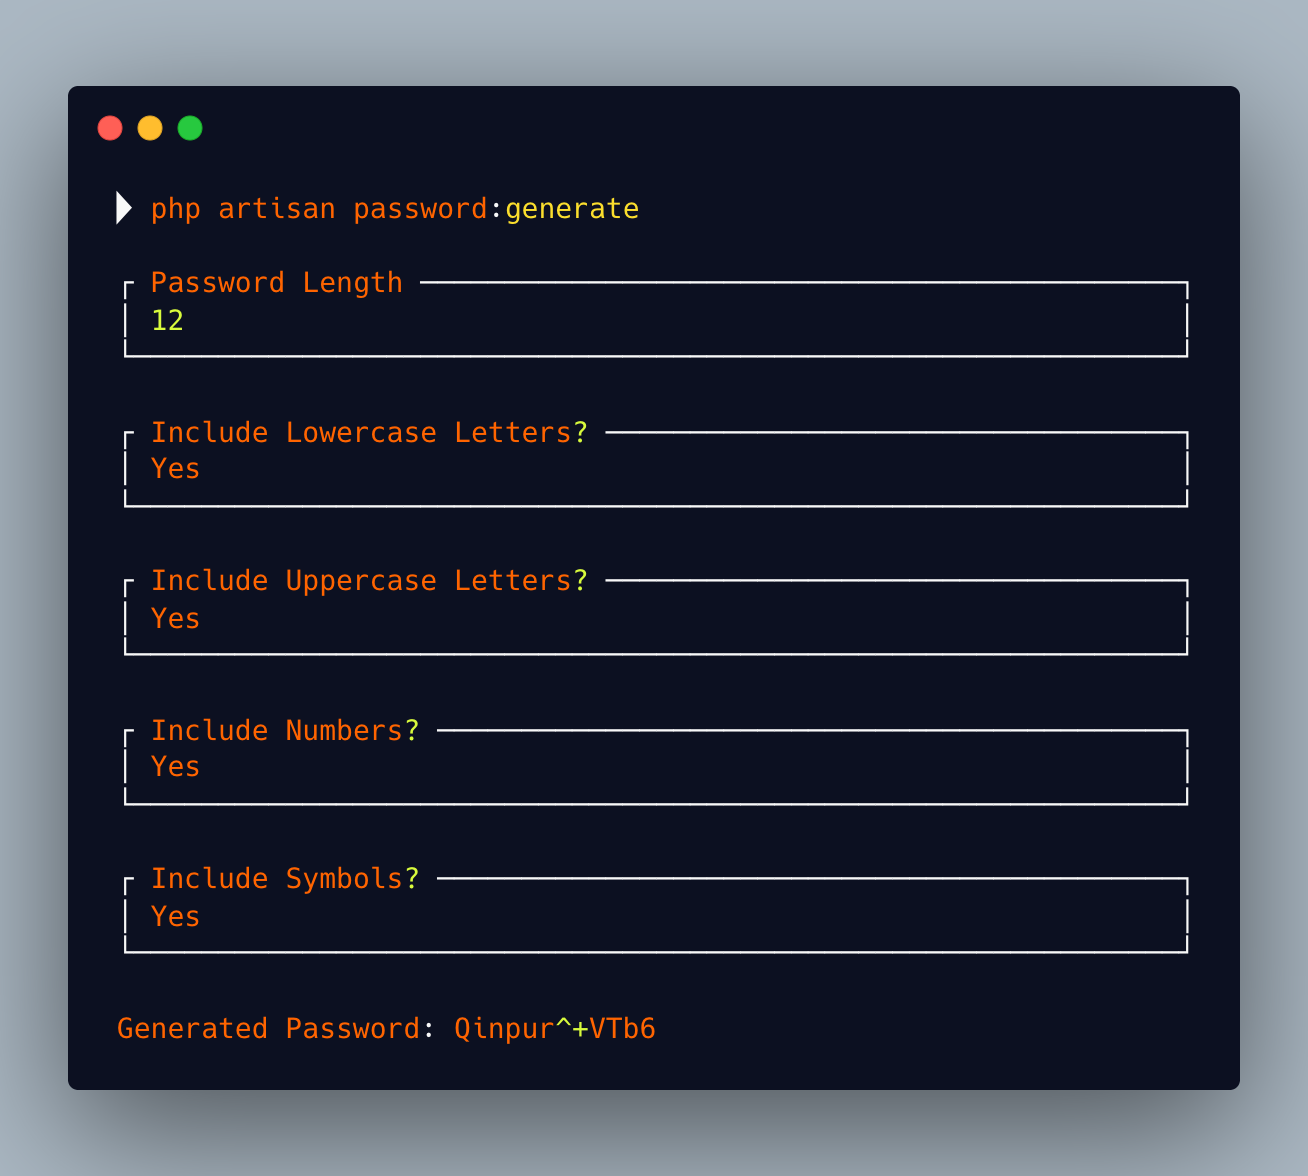 php artisan password:generate
Password Length
12
Include Lowercase Letters?
Yes
Include Uppercase Letters?
Yes
Include Numbers?
Yes
Include Symbols?
Yes
Generated Password: Qinpur^+VTb6